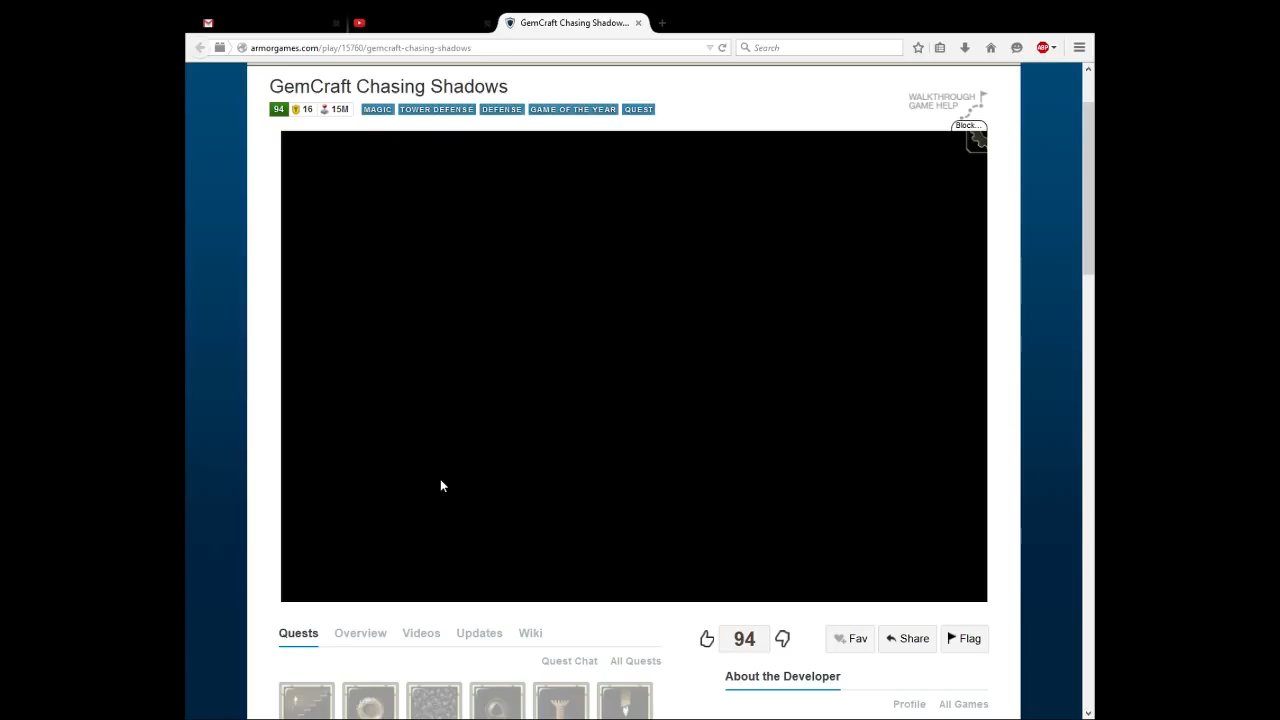 GemCraft Chasing Shadow...
armorgames.com/play/15760/gemcraft-chasing-shadows
Search
ABP
GemCraft Chasing Shadows
94 16 15M MAGIC TOWER DEFENSE DEFENSE GAME OF THE YEAR QUEST
WALKTHROUGH
GAME HELP
Block...
Quests Overview Videos Updates Wiki
94 Fav Share Flag
Quest Chat All Quests
About the Developer
Profile All Games